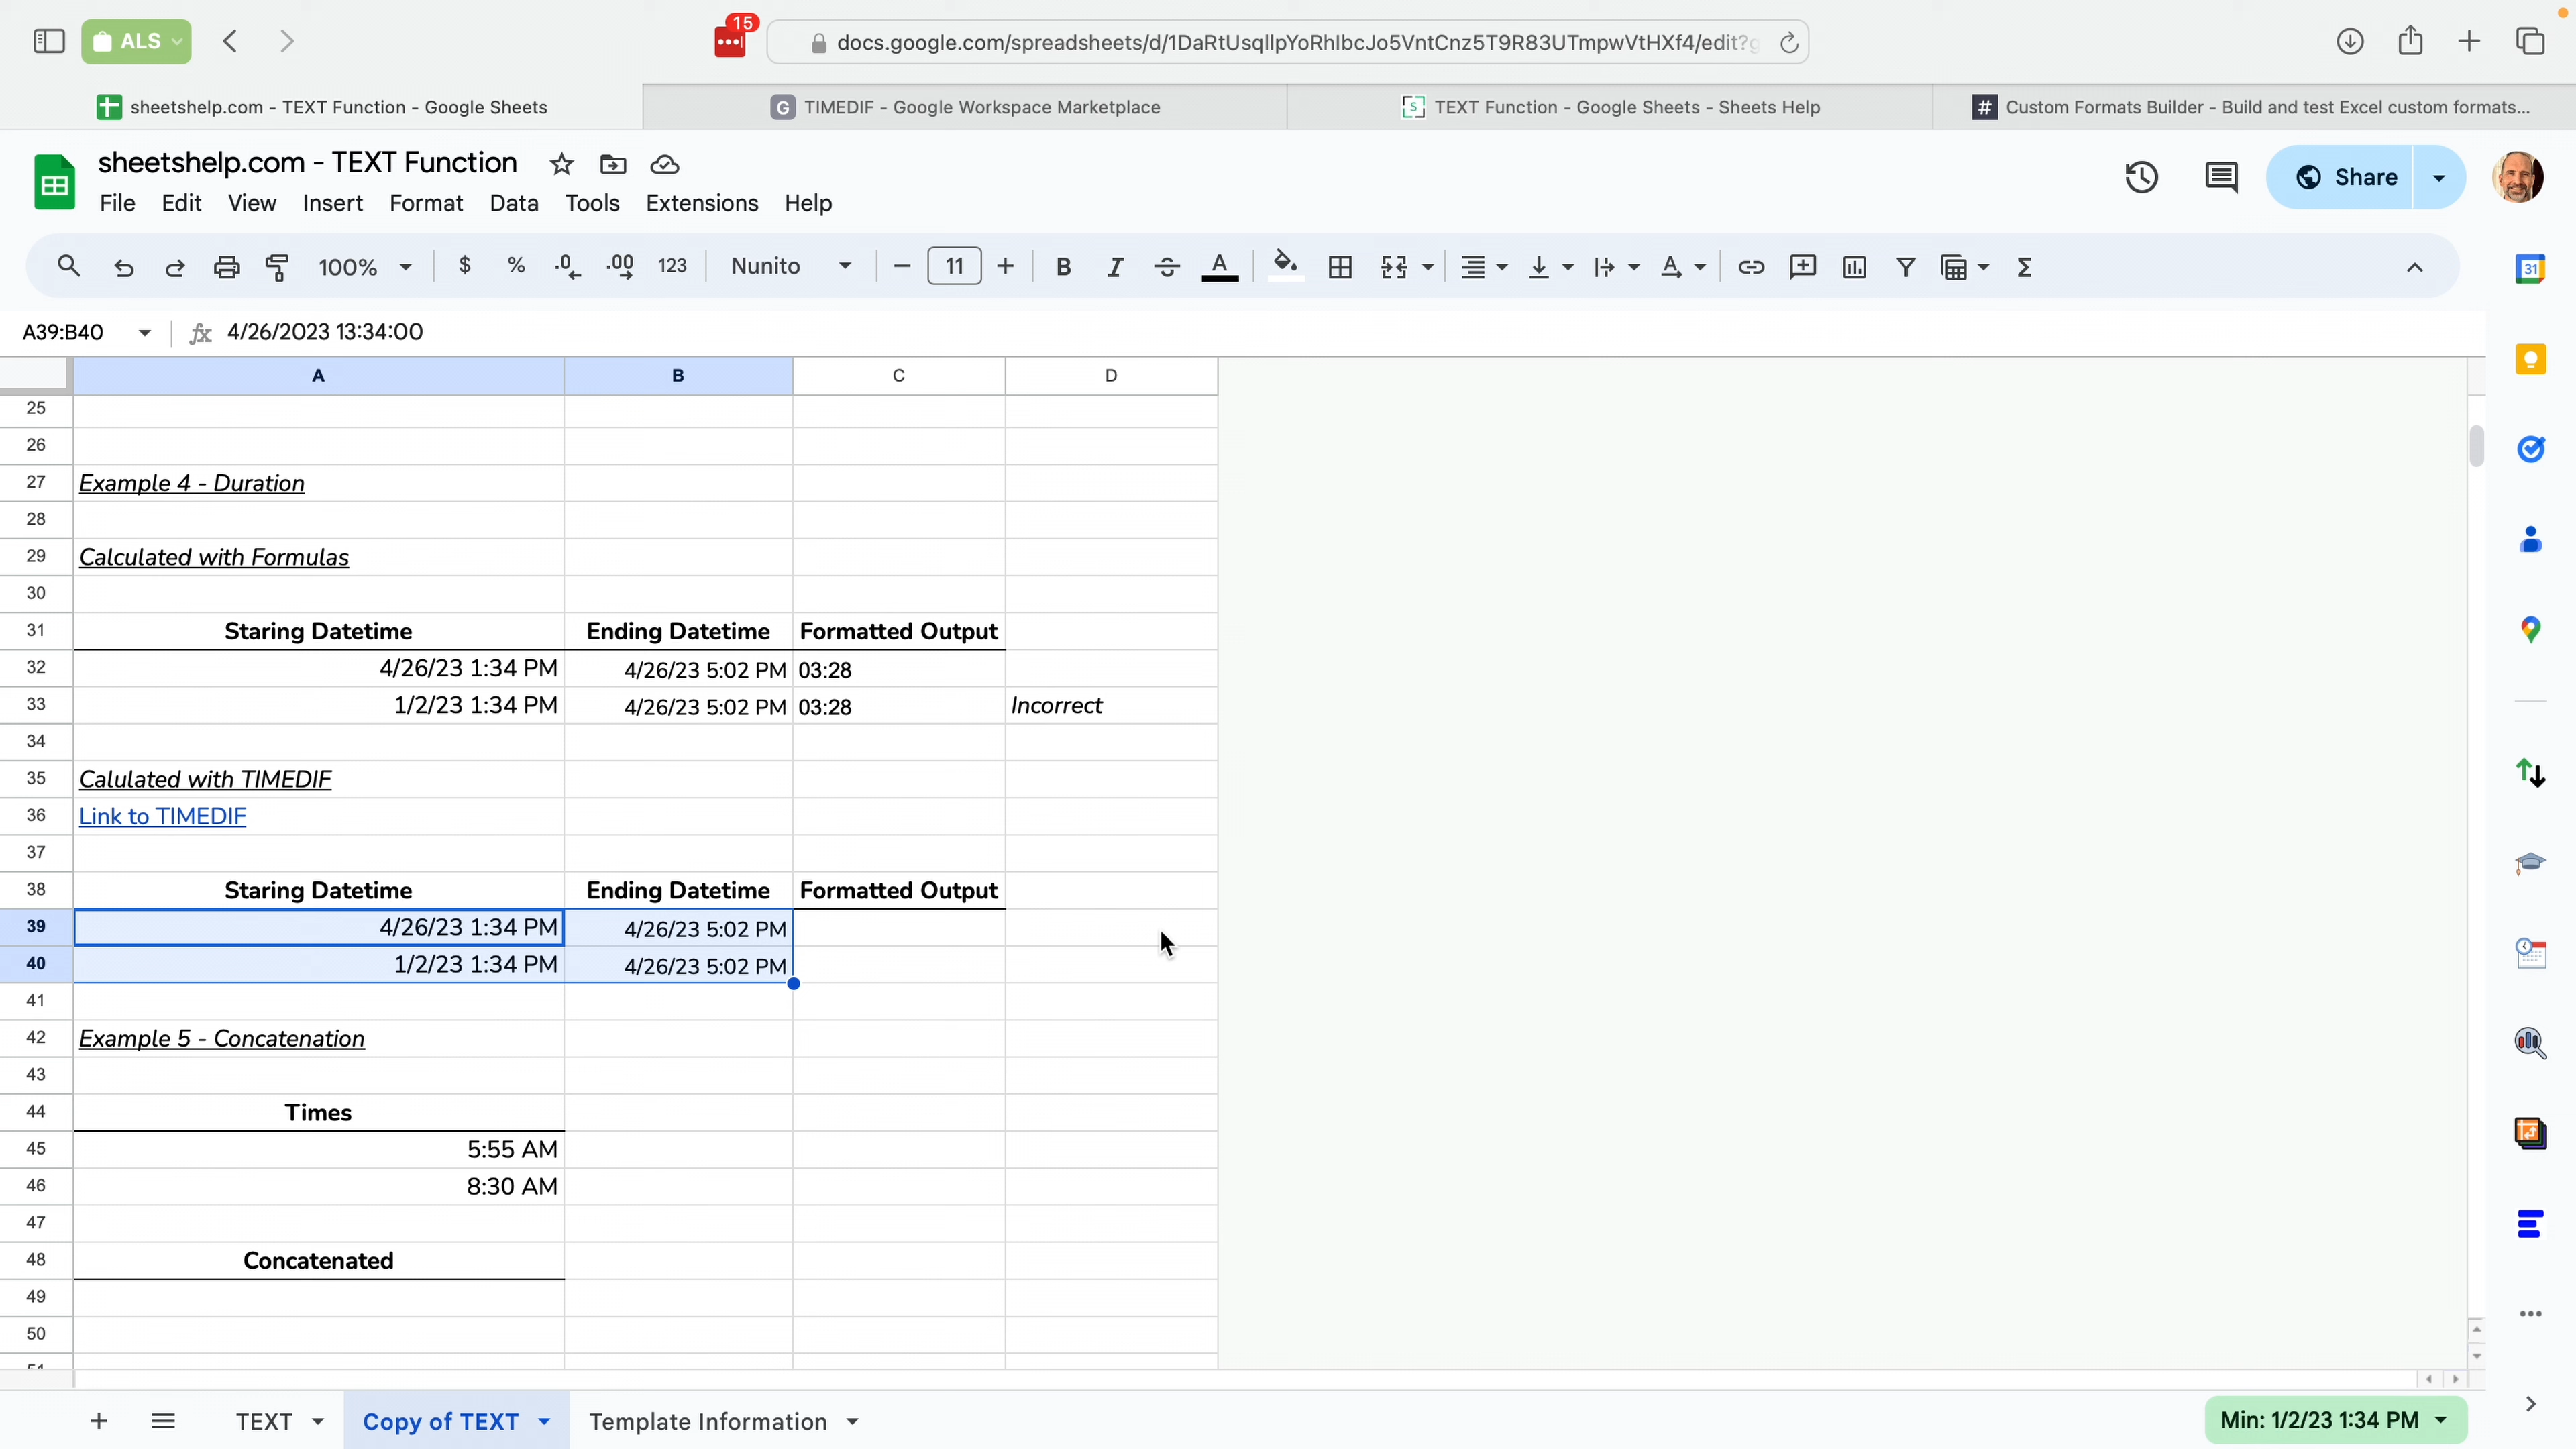 ALS
15
docs.google.com/spreadsheets/d/1DaRtUsqllpYoRhlbcJo5VntCnz5T9R83UTmpwVtHXf4/edit?g
sheetshelp.com - TEXT Function - Google Sheets
G TIMEDIF - Google Workspace Marketplace
S TEXT Function - Google Sheets - Sheets Help
# Custom Formats Builder - Build and test Excel custom formats...
sheetshelp.com - TEXT Function
File Edit View Insert Format Data Tools Extensions Help
Share
100% $ % .0 .00 123 Nunito 11 B I A A Σ 31
A39:B40 fx 4/26/2023 13:34:00
A B C D
25
26
27 Example 4 - Duration
28
29 Calculated with Formulas
30
31 Staring Datetime Ending Datetime Formatted Output
32 4/26/23 1:34 PM 4/26/23 5:02 PM 03:28
33 1/2/23 1:34 PM 4/26/23 5:02 PM 03:28 Incorrect
34
35 Calulated with TIMEDIF
36 Link to TIMEDIF
37
38 Staring Datetime Ending Datetime Formatted Output
39 4/26/23 1:34 PM 4/26/23 5:02 PM
40 1/2/23 1:34 PM 4/26/23 5:02 PM
41
42 Example 5 - Concatenation
43
44 Times
45 5:55 AM
46 8:30 AM
47
48 Concatenated
49
50
51
TEXT Copy of TEXT Template Information Min: 1/2/23 1:34 PM